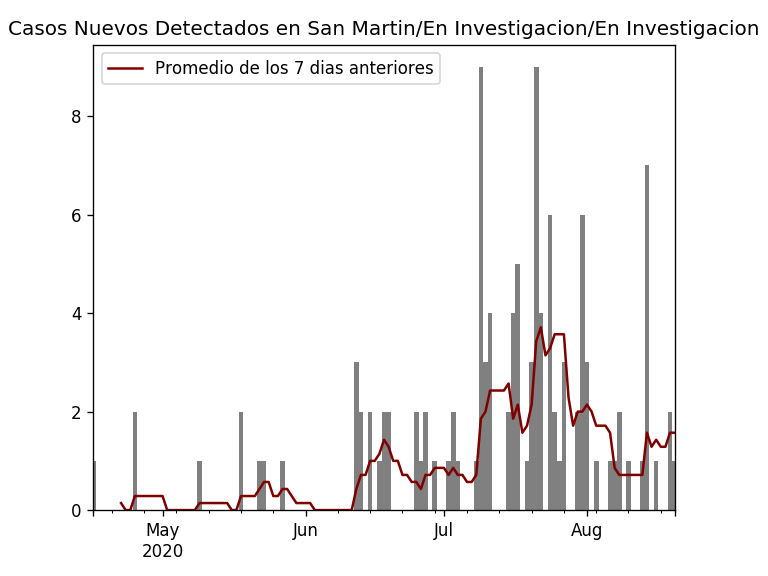 Casos Nuevos Detectados en San Martin/En Investigacion/En Investigacion
Promedio de los 7 dias anteriores
8
6
4
2
0
May
2020
Jun
Jul
Aug